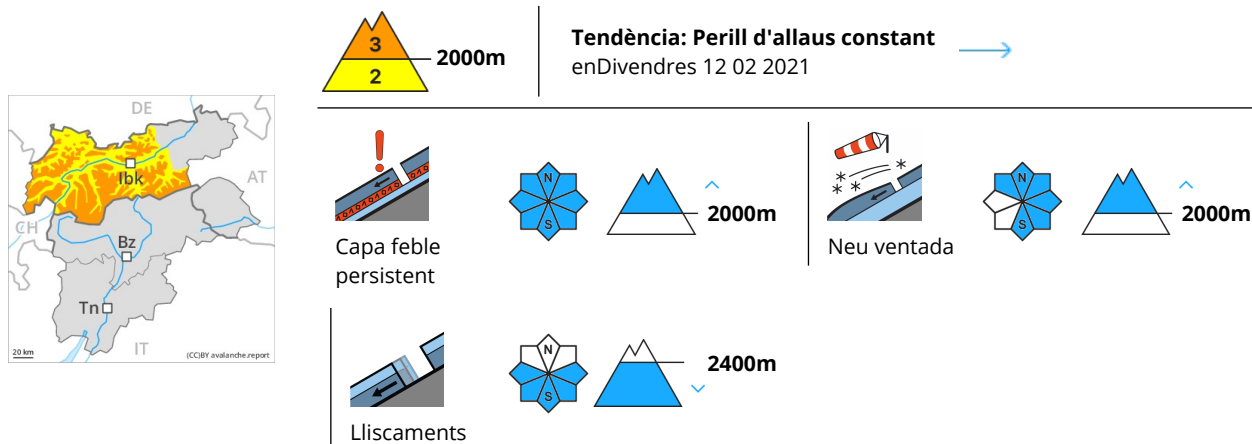 3
2
2000m
Tendència: Perill d'allaus constant
enDivendres 12 02 2021
DE
AT
CH
IT
Ibk
Bz
Tn
20 km
(CC)BY avalanche.report
N
S
2000m
Capa feble
persistent
N
S
2000m
Neu ventada
N
S
2400m
Lliscaments